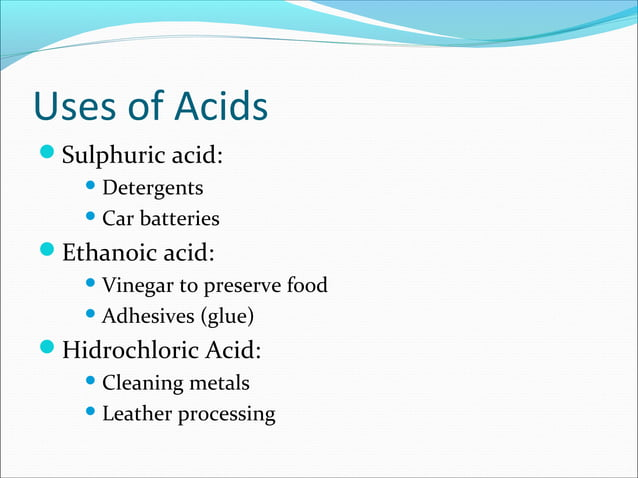 Uses of Acids
Sulphuric acid:
Detergents
Car batteries
Ethanoic acid:
Vinegar to preserve food
Adhesives (glue)
Hidrochloric Acid:
Cleaning metals
Leather processing